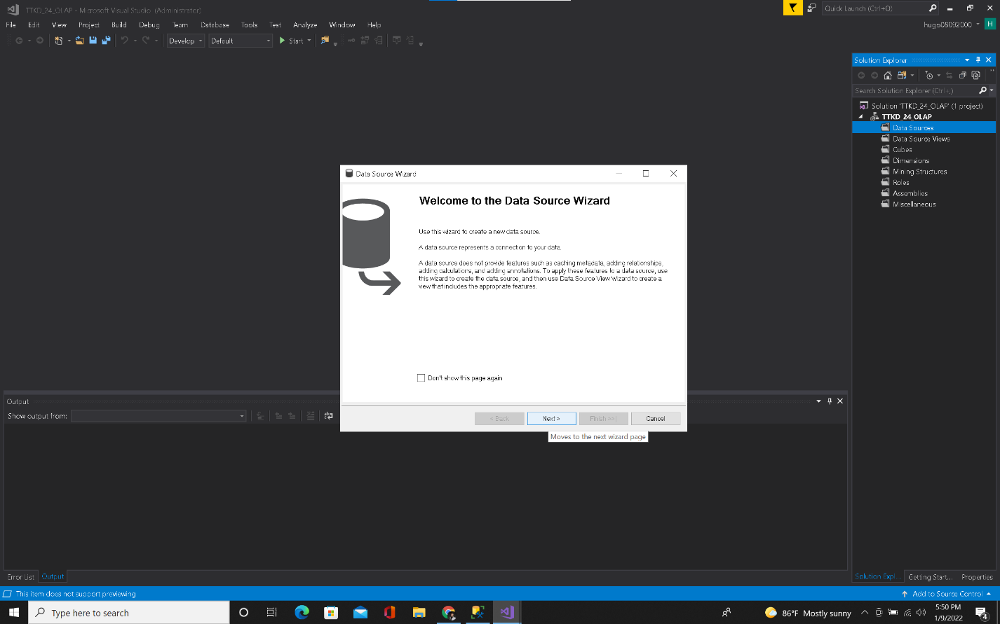 TTKD_24_OLAP - Microsoft Visual Studio (Administrator)
Quick Launch (Ctrl+Q)
File Edit View Project Build Debug Team Database Tools Test Analyze Window Help
hugo08092000 H
Develop Default Start
Solution Explorer
Search Solution Explorer (Ctrl+;)
Solution 'TTKD_24_OLAP' (1 project)
TTKD_24_OLAP
Data Sources
Data Source Views
Cubes
Dimensions
Mining Structures
Roles
Assemblies
Miscellaneous
Data Source Wizard
Welcome to the Data Source Wizard
Use this wizard to create a new data source.
A data source represents a connection to your data.
A data source does not provide features such as caching metadata, adding relationships,
adding calculations, and adding annotations. To apply these features to a data source, use
this wizard to create the data source, and then use Data Source View Wizard to create a
view that includes the appropriate features.
Don't show this page again
< Back Next > Finish >>| Cancel
Moves to the next wizard page
Output
Show output from:
Error List Output
Solution Expl... Getting Start... Properties
This item does not support previewing
Add to Source Control
Type here to search
86°F Mostly sunny
5:50 PM
1/9/2022
4